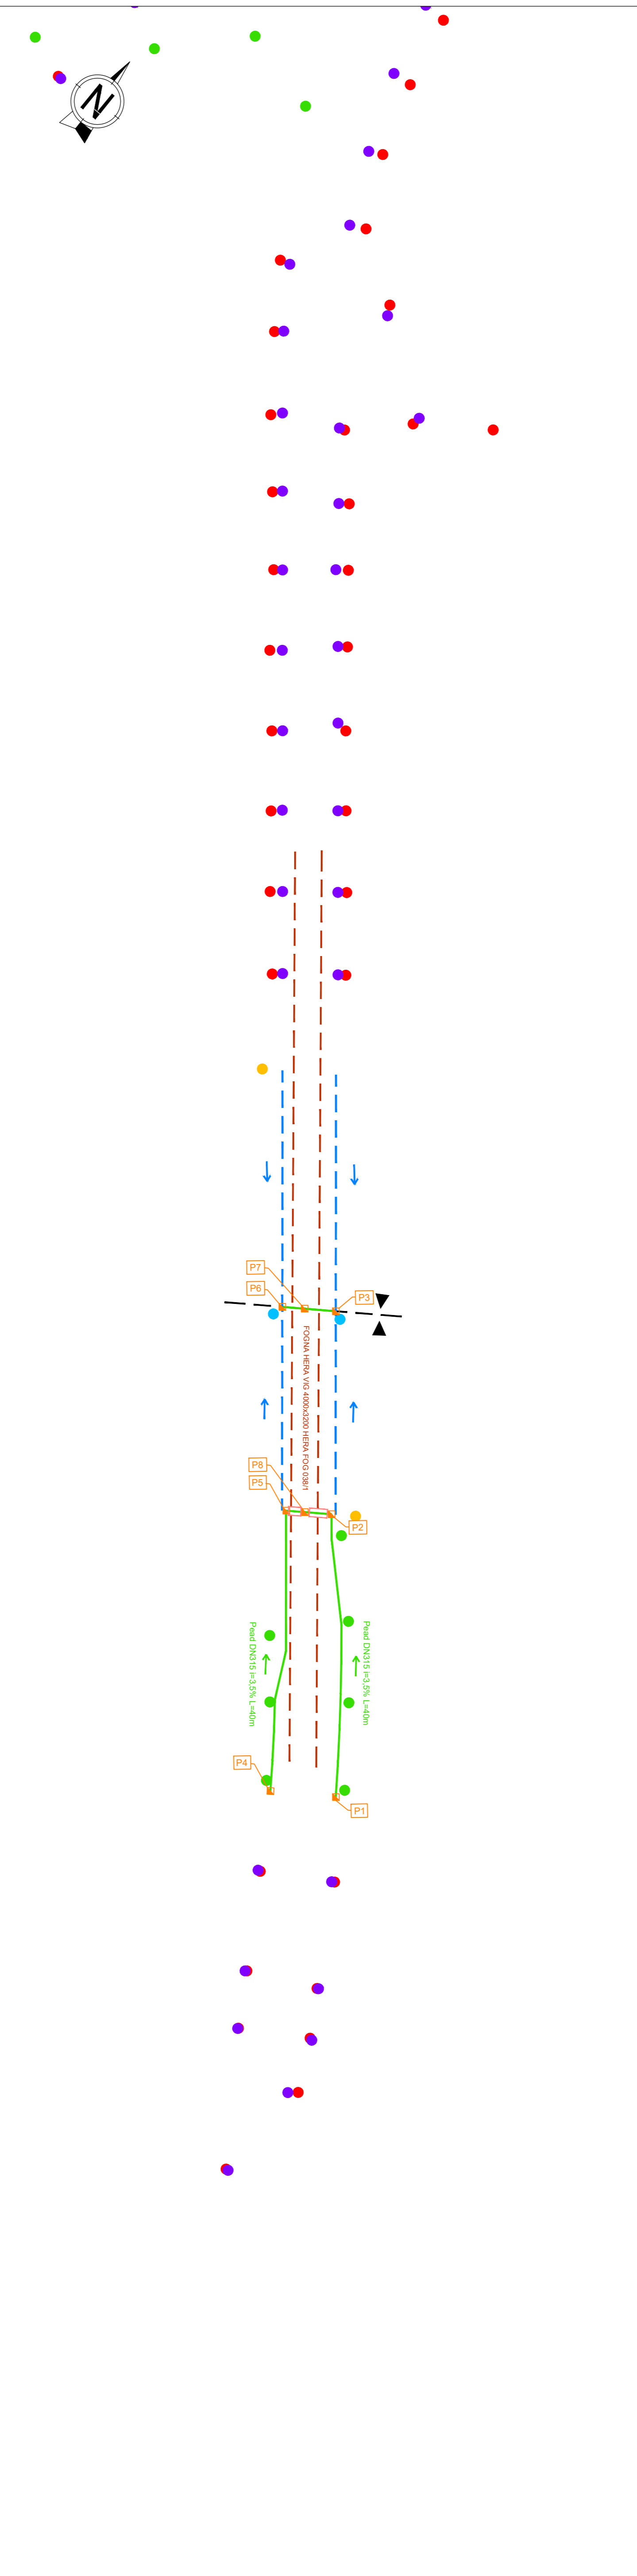 N
P7
P6
P3
FOGNA HERA VIG 4000x3200 HERA FOG 038/1
P8
P5
P2
Pead DN315 i=3,5% L=40m
Pead DN315 i=3,5% L=40m
P4
P1